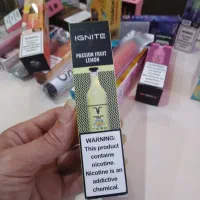 IGNITE
PASSION FRUIT
LEMON
WARNING:
This product
contains
nicotine.
Nicotine is an
addictive
chemical.